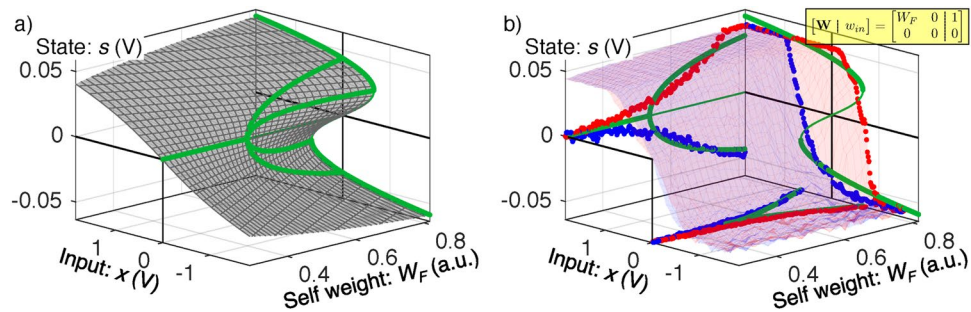 a)
State: s (V)
0.05
0
-0.05
1
0
-1
Input: x (V)
0.4
0.6
0.8
Self weight: W_F (a.u.)
b)
[W | w_in] = [W_F 0 | 1
0 0 | 0]
State: s (V)
0.05
0
-0.05
1
0
-1
Input: x (V)
0.4
0.6
0.8
Self weight: W_F (a.u.)